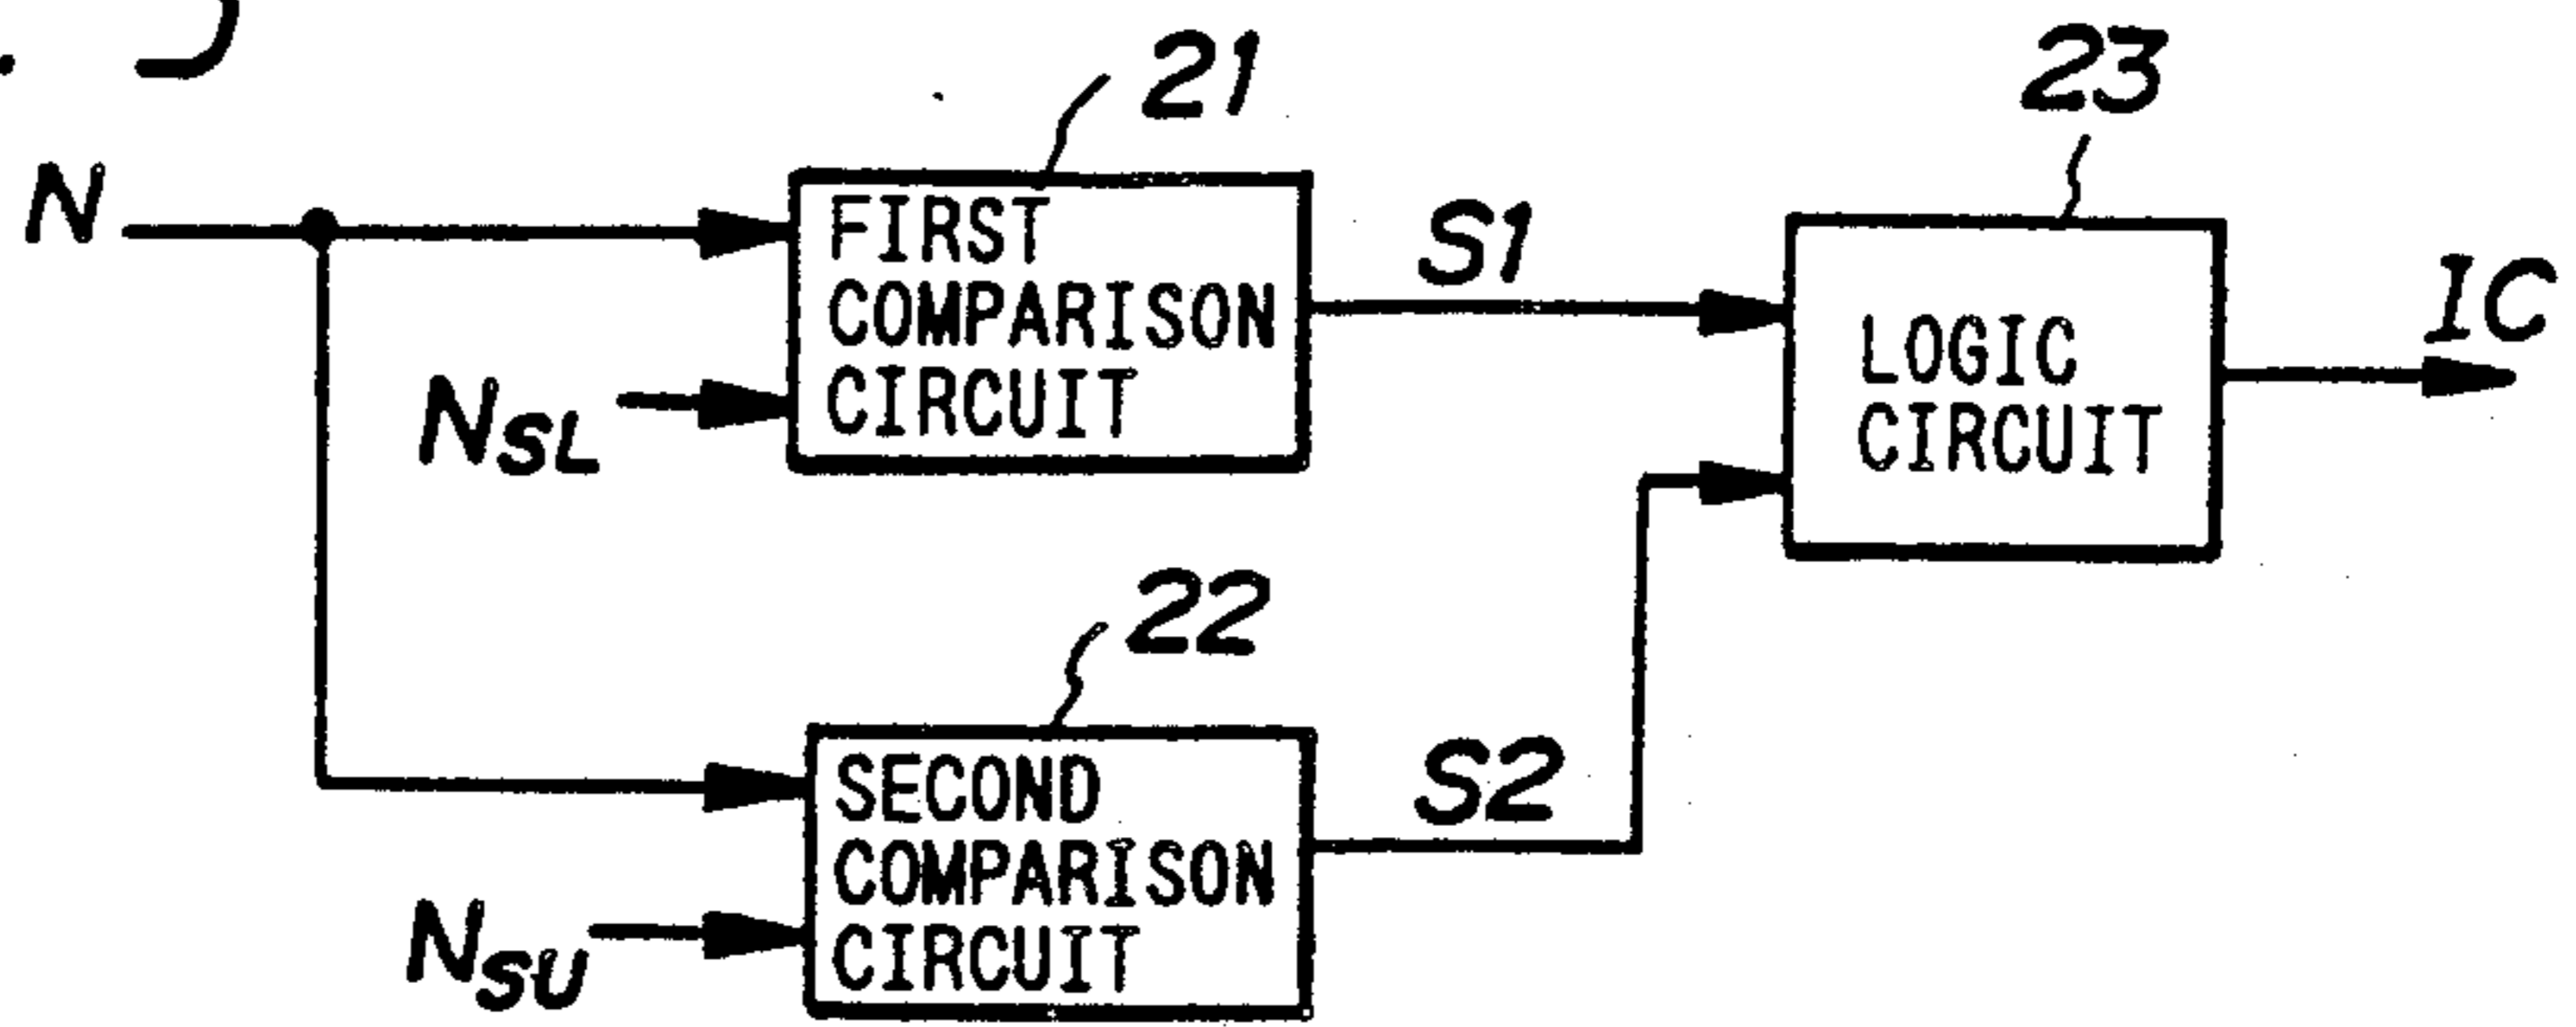 21
23
N
FIRST
COMPARISON
CIRCUIT
S1
LOGIC
CIRCUIT
IC
NSL
22
SECOND
COMPARISON
CIRCUIT
S2
NSU